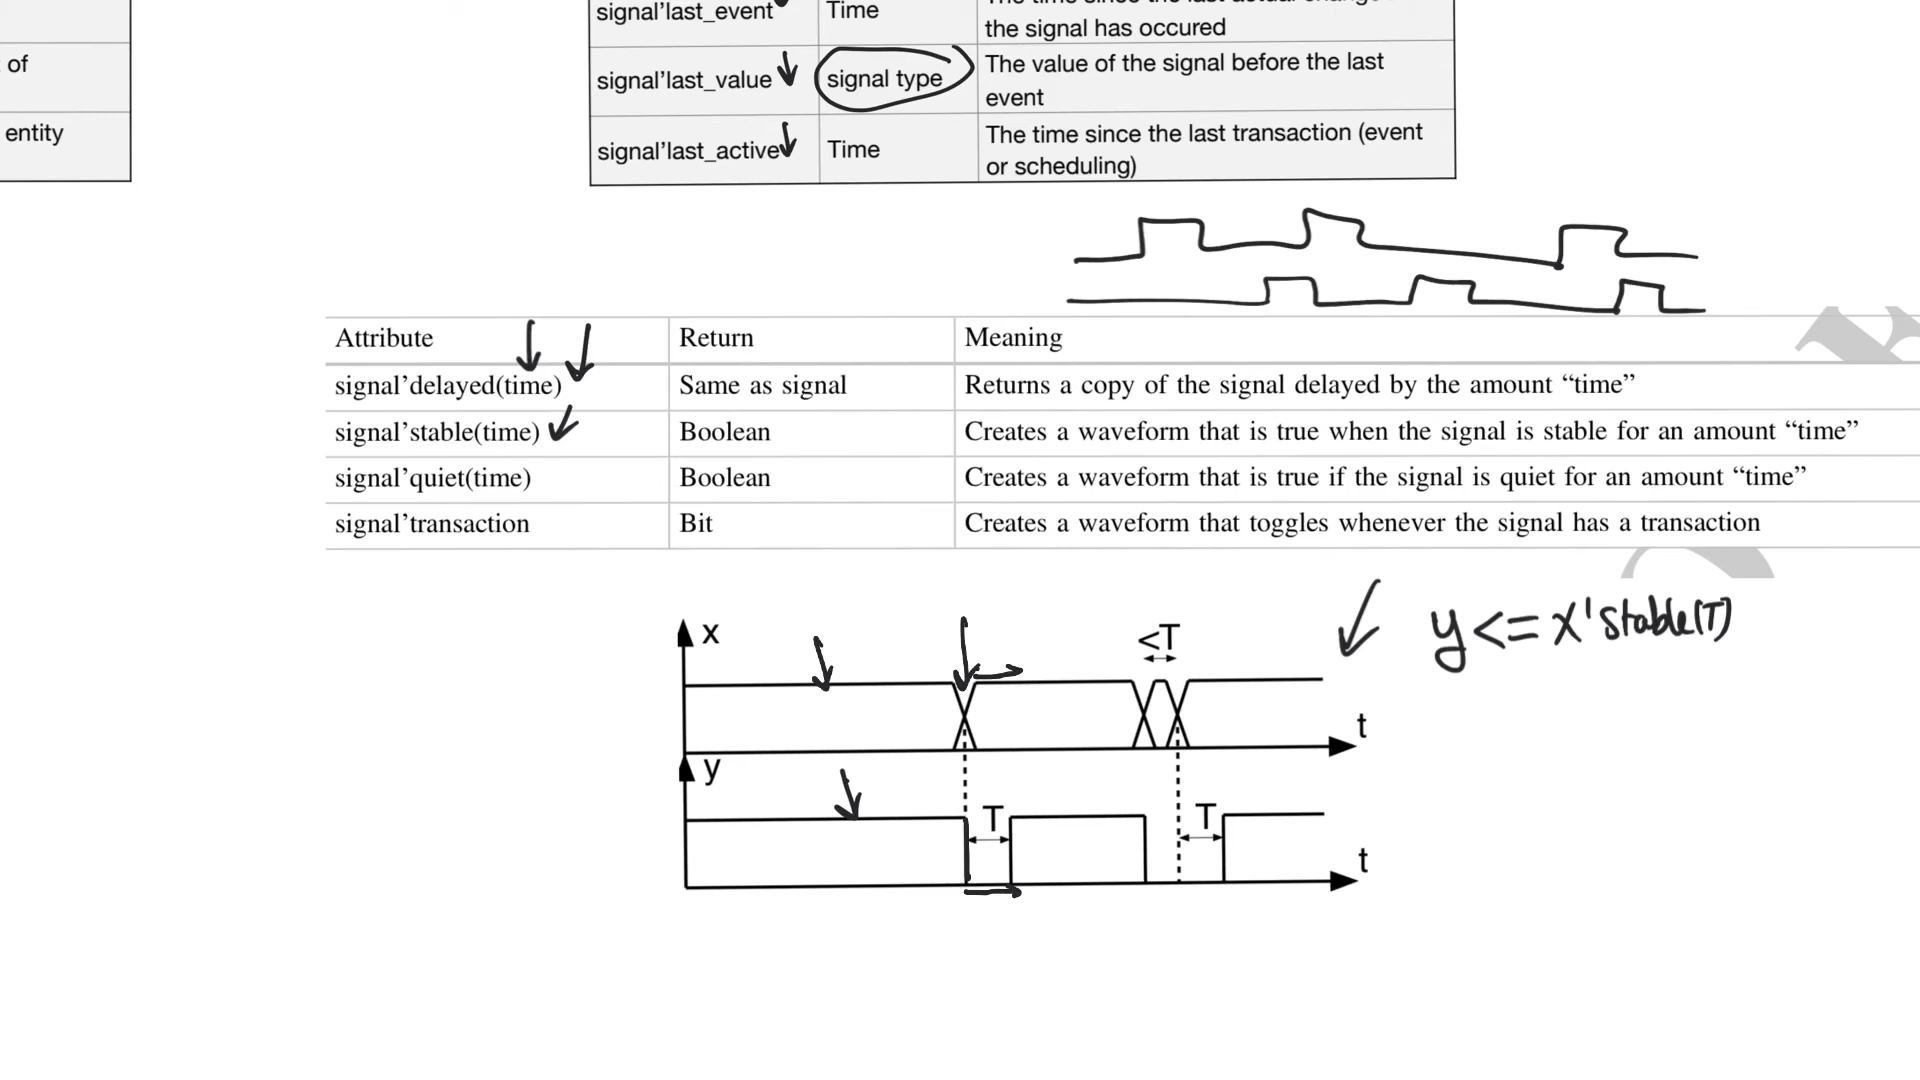 signal’last_event Time
the signal has occured
of
signal’last_value signal type The value of the signal before the last
event
entity
signal’last_active Time The time since the last transaction (event
or scheduling)
Attribute Return Meaning
signal’delayed(time) Same as signal Returns a copy of the signal delayed by the amount “time”
signal’stable(time) Boolean Creates a waveform that is true when the signal is stable for an amount “time”
signal’quiet(time) Boolean Creates a waveform that is true if the signal is quiet for an amount “time”
signal’transaction Bit Creates a waveform that toggles whenever the signal has a transaction
x
<T
y<=x'stable(T)
t
y
T
T
t